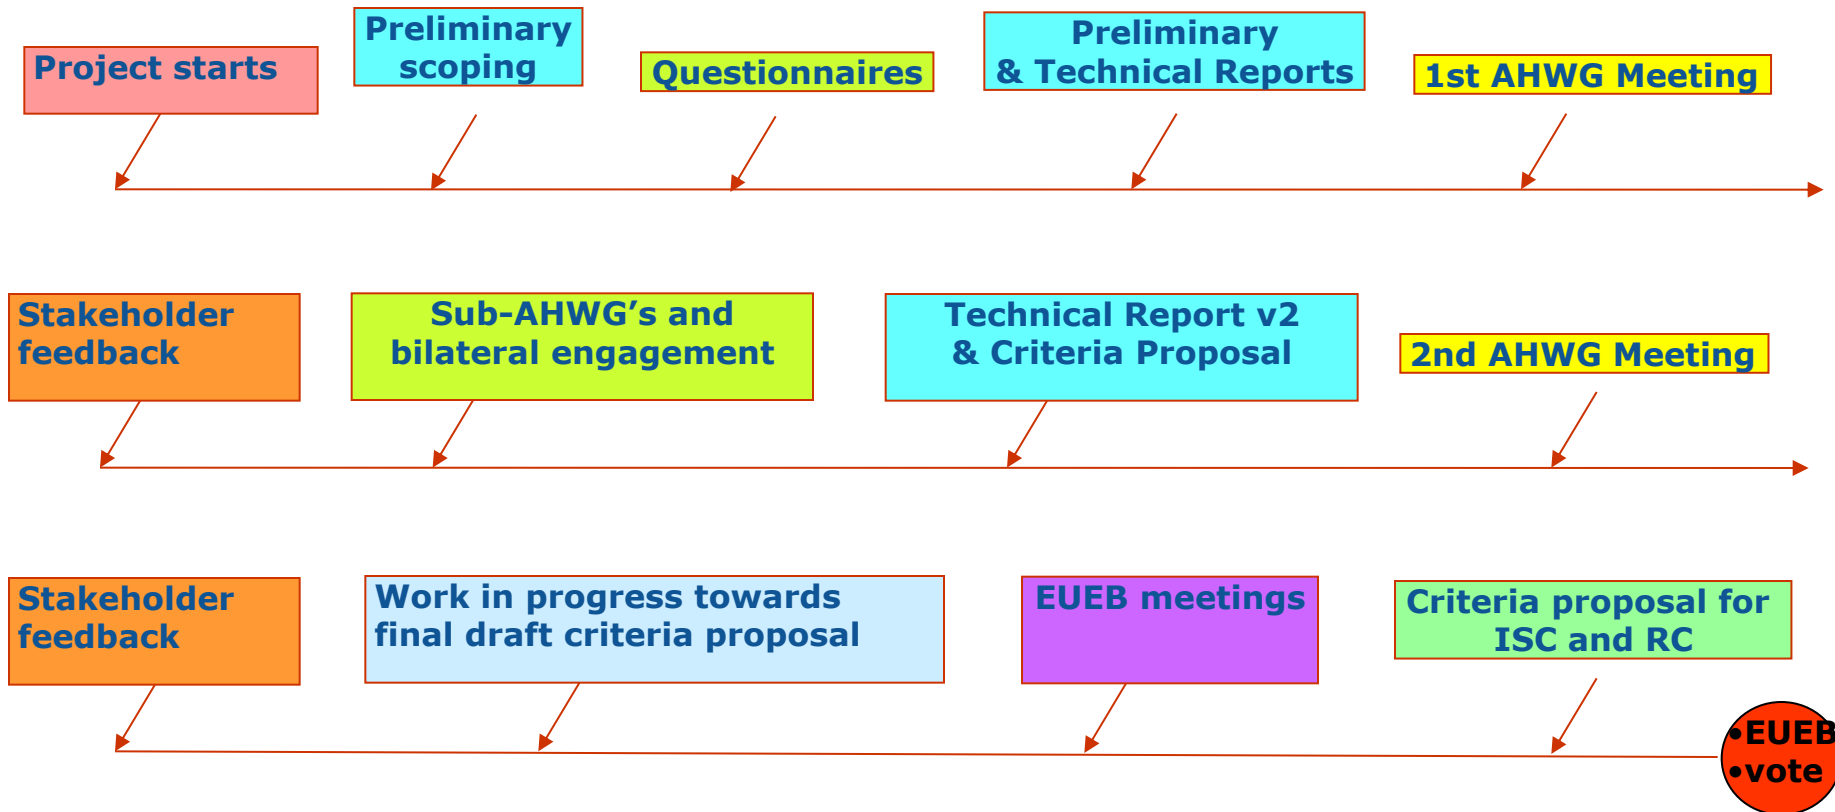 Project starts
Preliminary
scoping
Questionnaires
Preliminary
& Technical Reports
1st AHWG Meeting
Stakeholder
feedback
Sub-AHWG’s and
bilateral engagement
Technical Report v2
& Criteria Proposal
2nd AHWG Meeting
Stakeholder
feedback
Work in progress towards
final draft criteria proposal
EUEB meetings
Criteria proposal for
ISC and RC
•EUEB
•vote